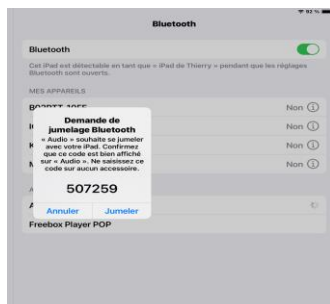 82 %
Bluetooth
Bluetooth
Cet iPad est détectable en tant que « iPad de Thierry » pendant que les réglages
Bluetooth sont ouverts.
MES APPAREILS
Non
Non
Non
Non
Demande de
jumelage Bluetooth
« Audio » souhaite se jumeler
avec votre iPad. Confirmez
que ce code est bien affiché
sur « Audio ». Ne saisissez ce
code sur aucun accessoire.
507259
Annuler Jumeler
Freebox Player POP